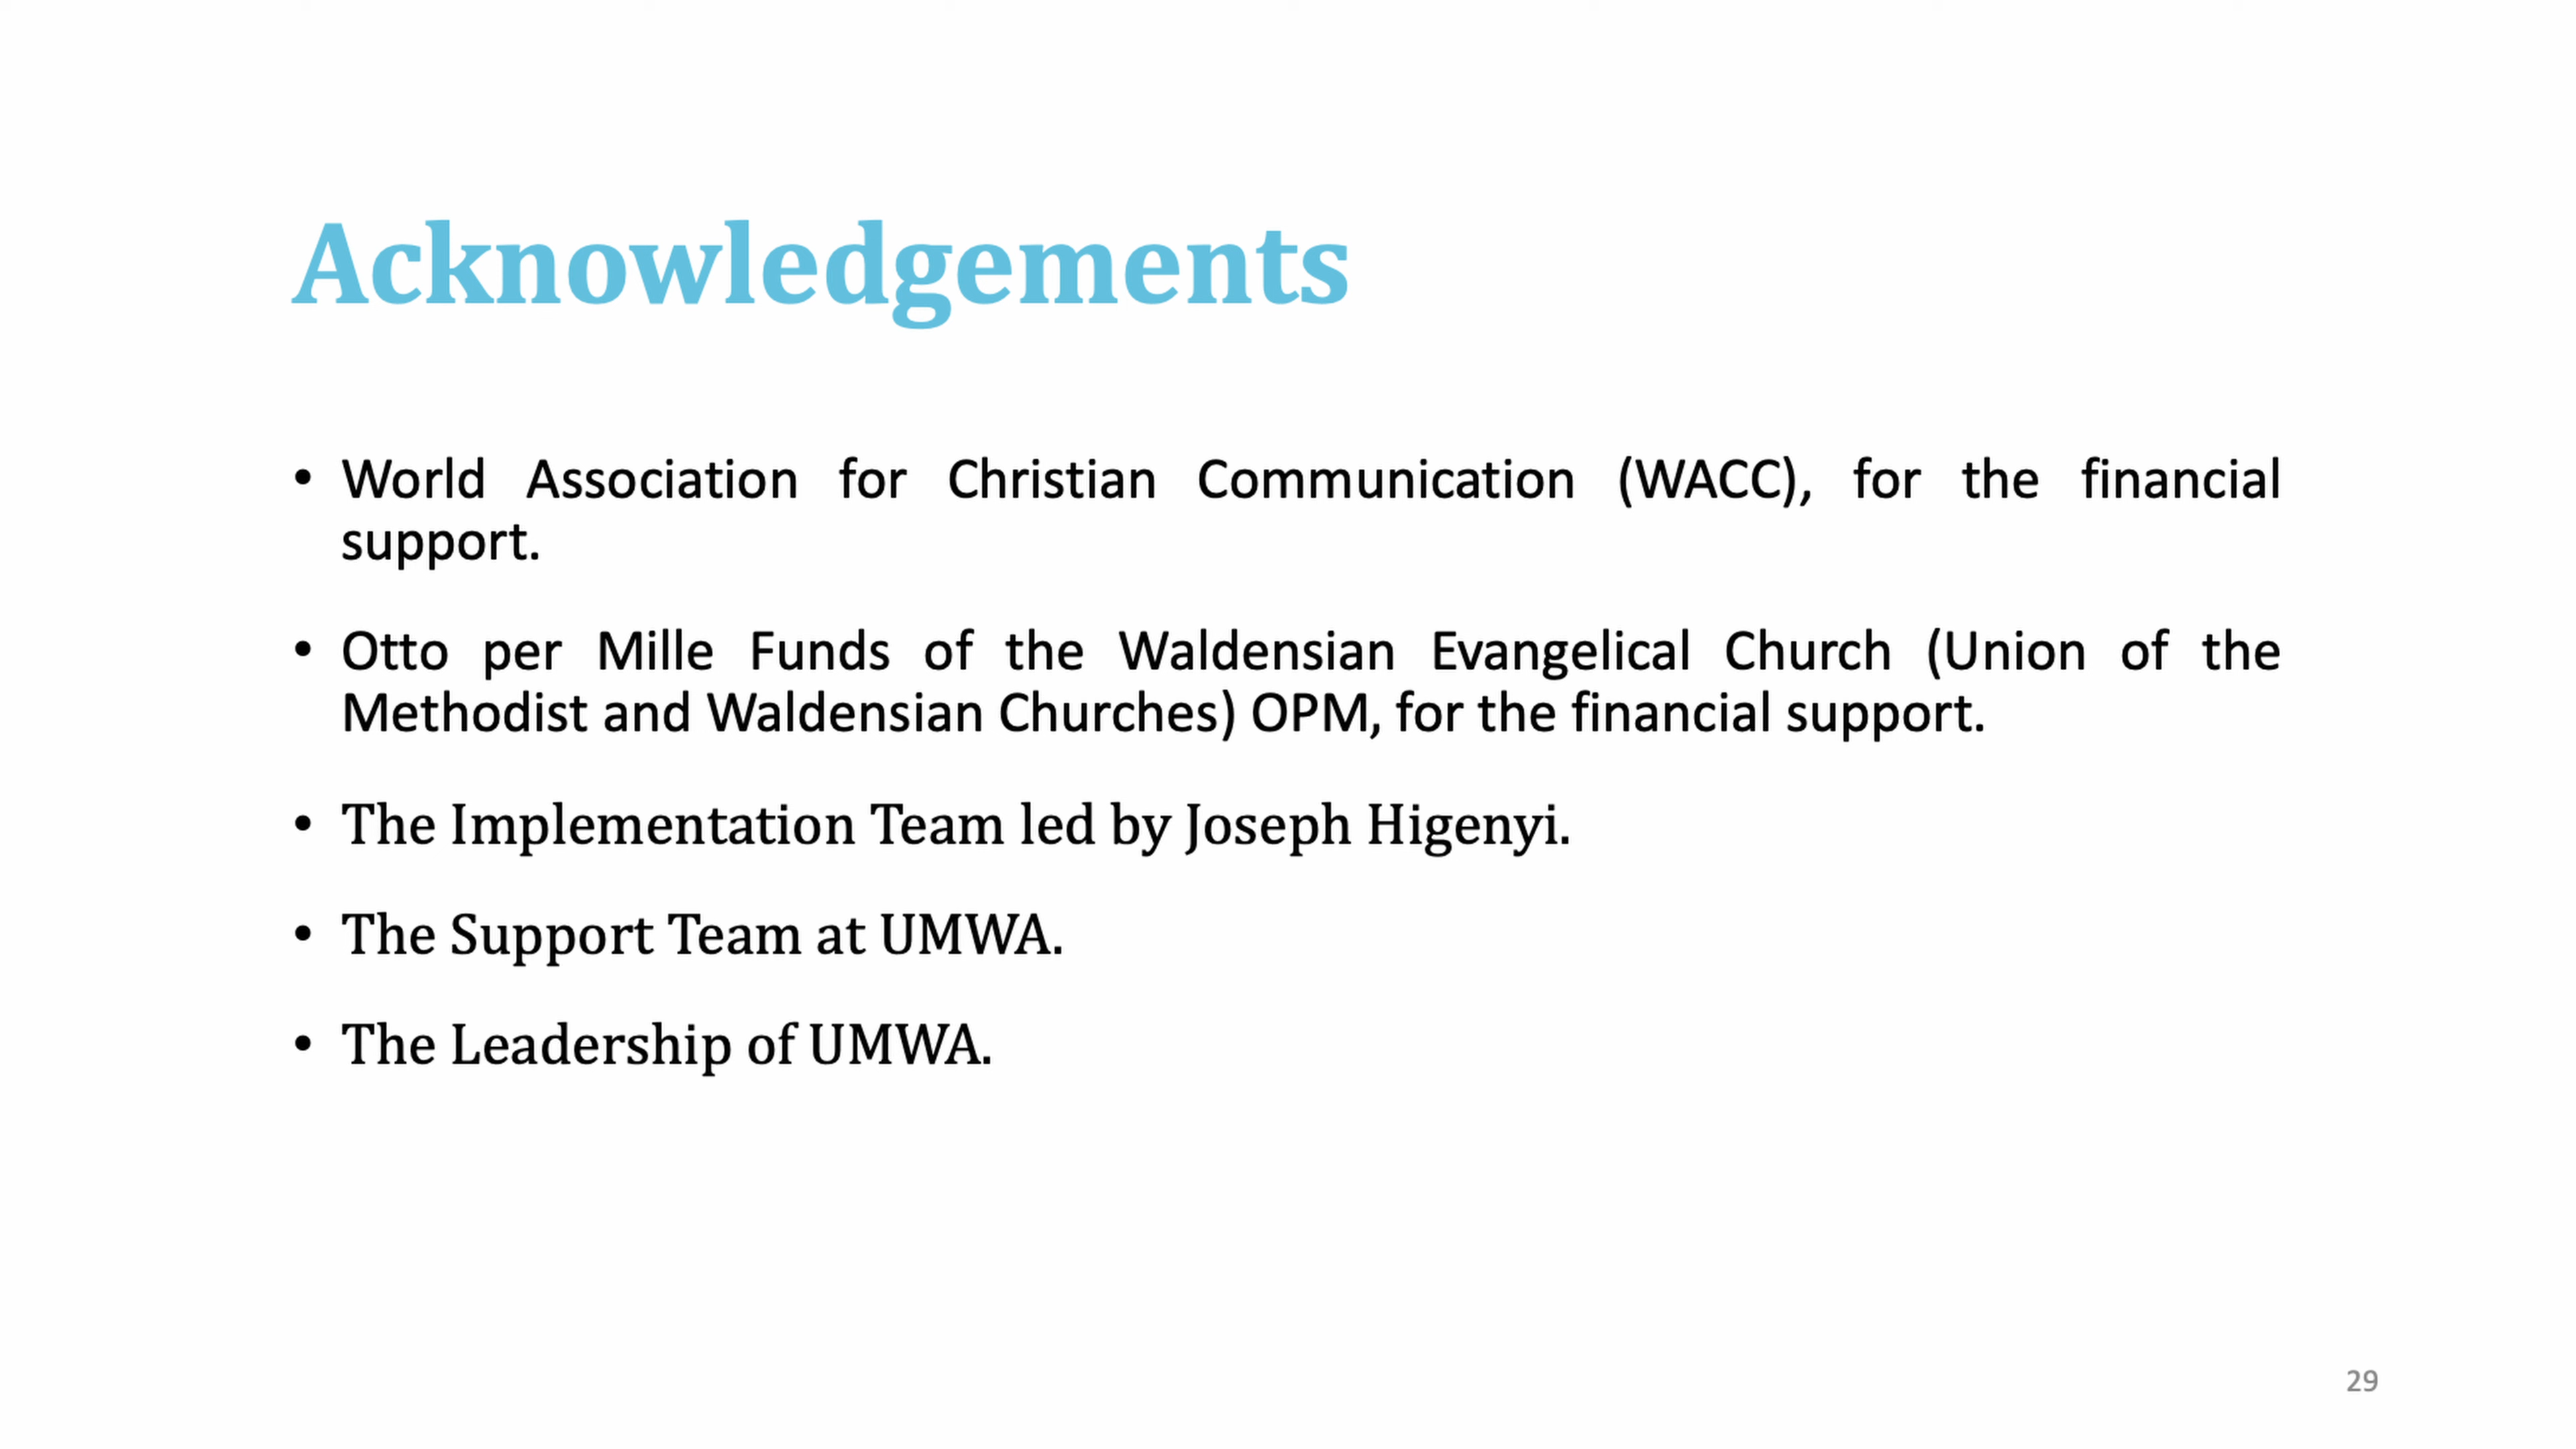 Acknowledgements
• World Association for Christian Communication (WACC), for the financial
support.
• Otto per Mille Funds of the Waldensian Evangelical Church (Union of the
Methodist and Waldensian Churches) OPM, for the financial support.
• The Implementation Team led by Joseph Higenyi.
• The Support Team at UMWA.
• The Leadership of UMWA.
29